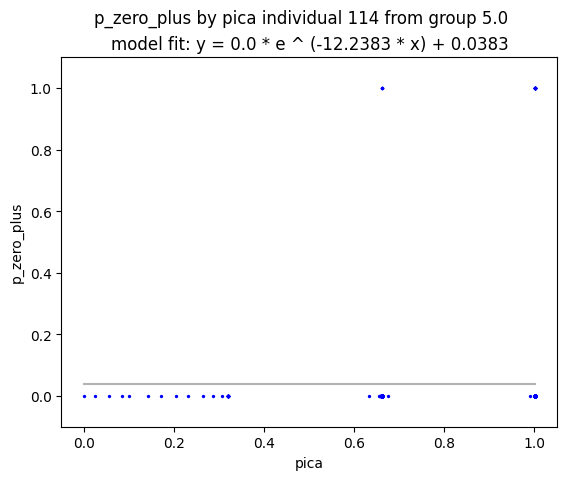 p_zero_plus by pica individual 114 from group 5.0
model fit: y = 0.0 * e ^ (-12.2383 * x) + 0.0383
1.0
0.8
0.6
0.4
0.2
0.0
p_zero_plus
0.0 0.2 0.4 0.6 0.8 1.0
pica